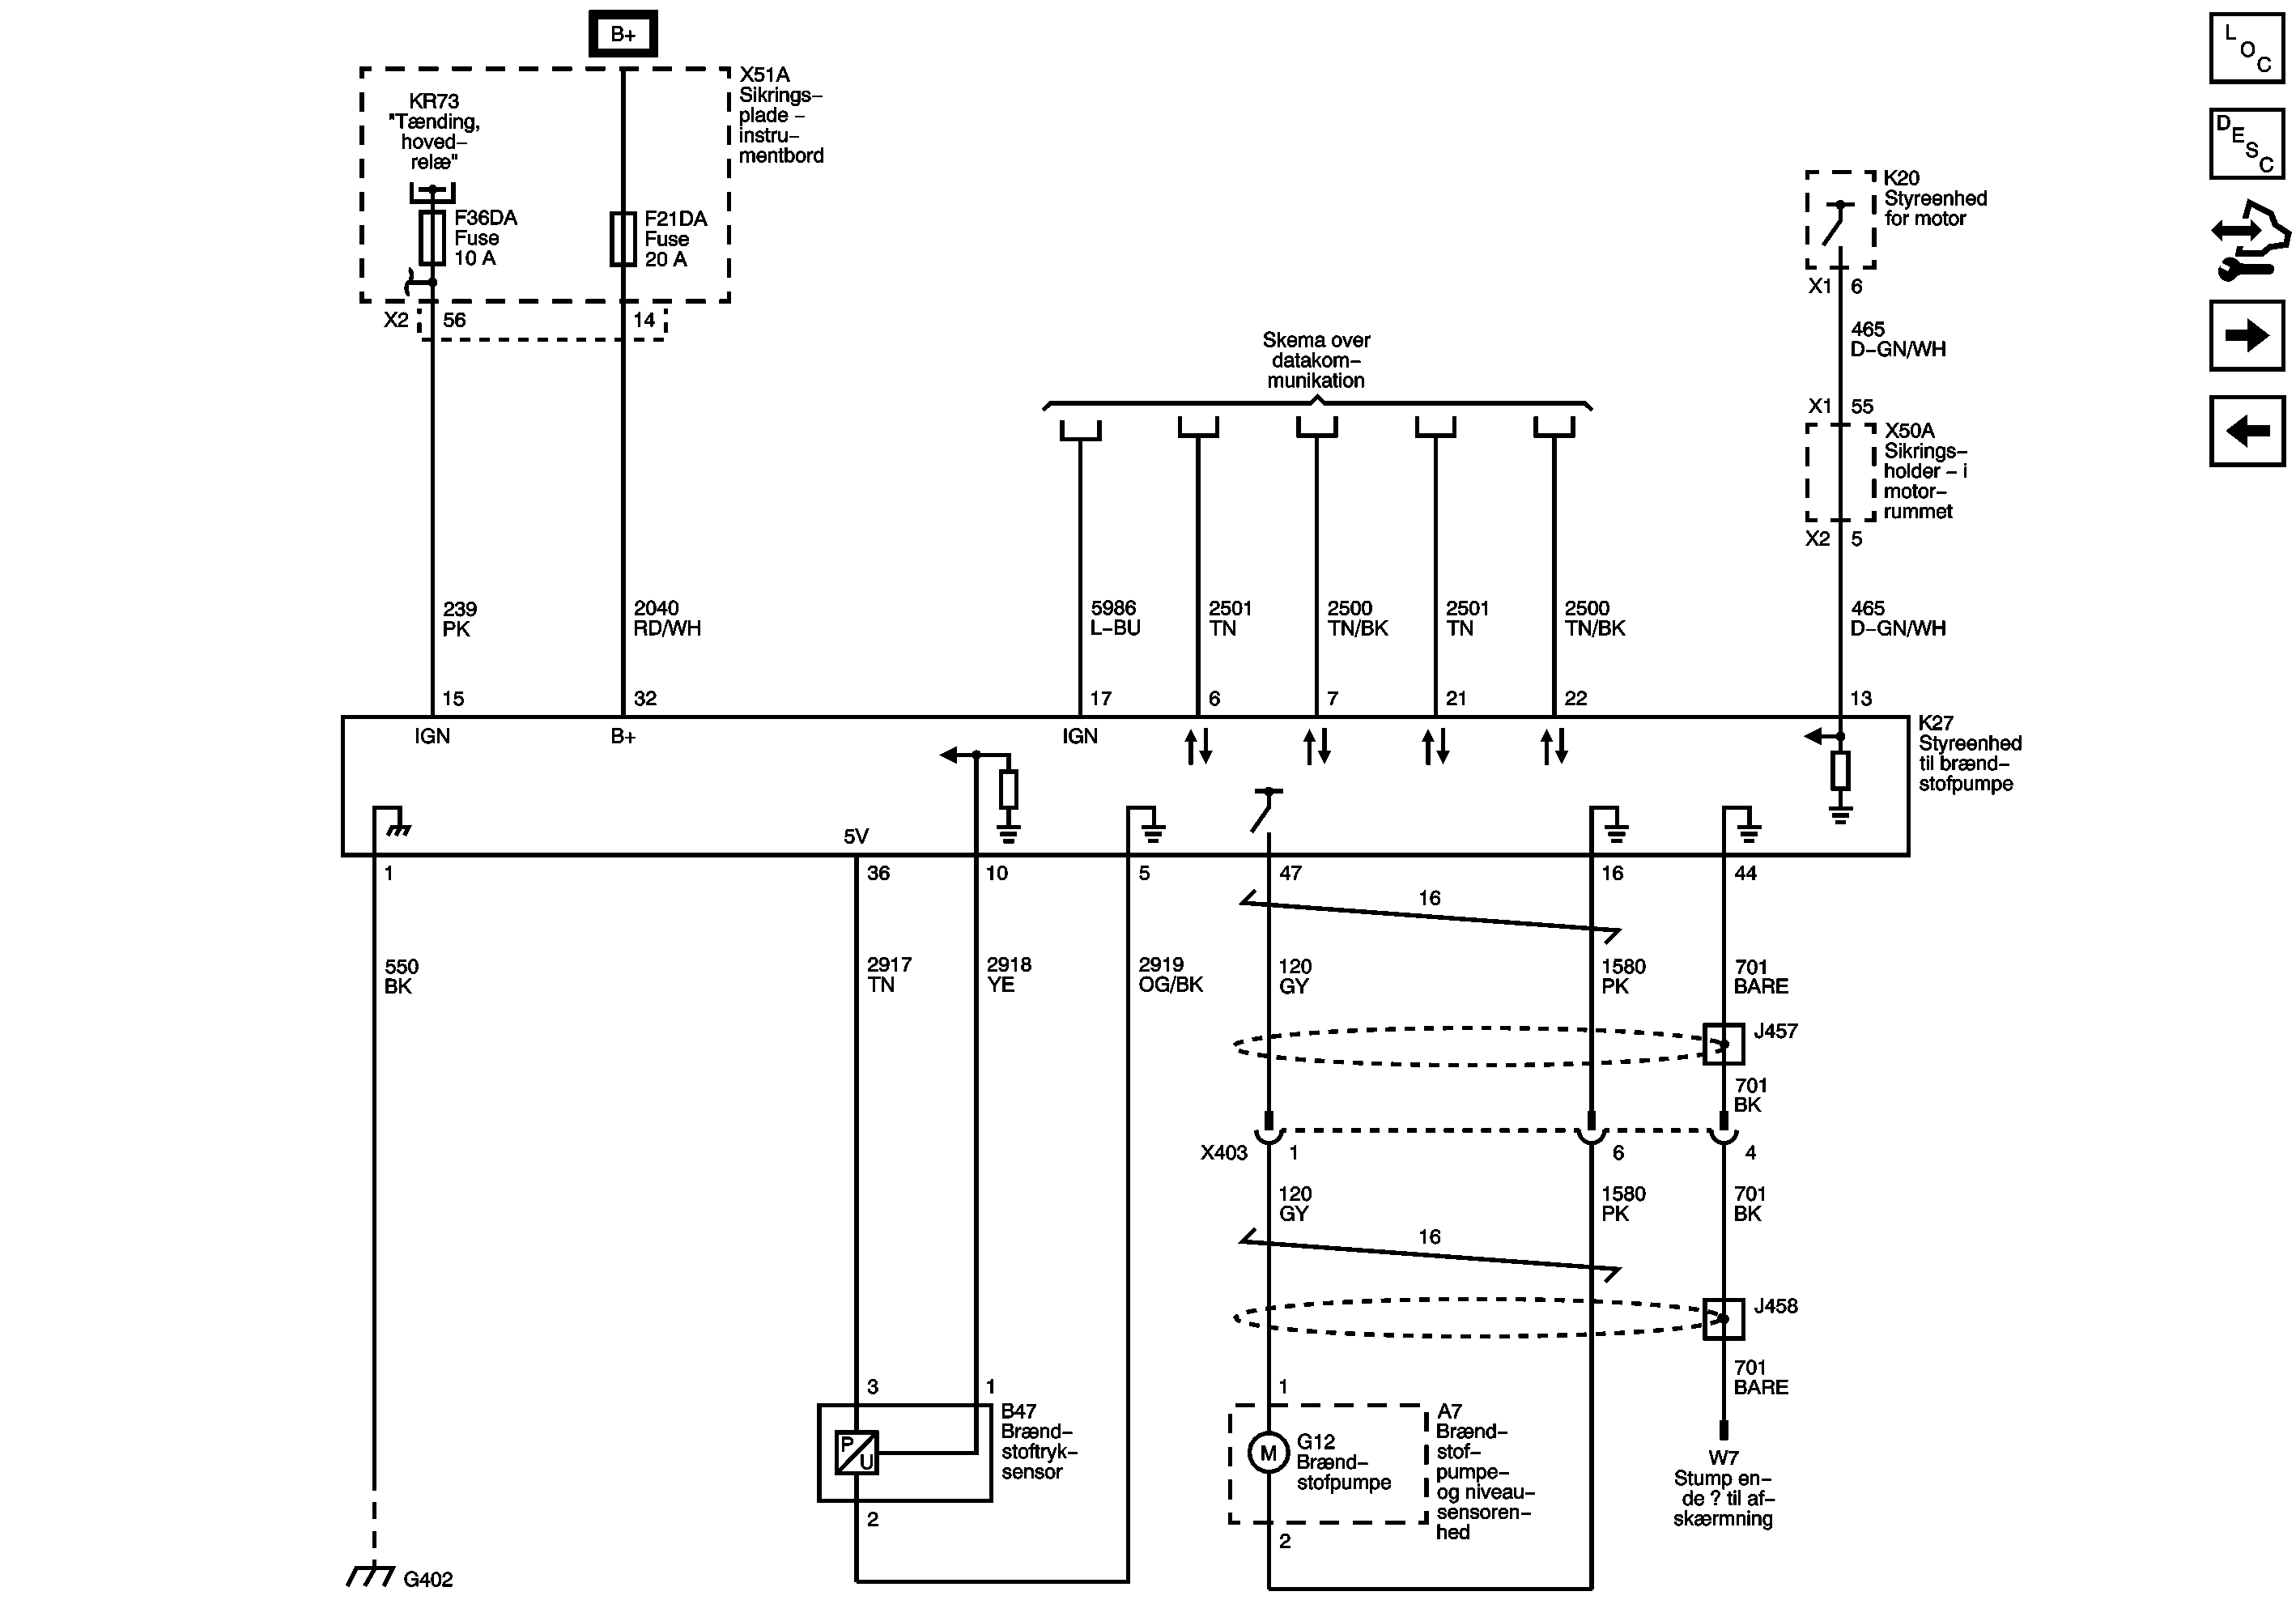 B+
X51A
Sikrings–
plade –
instru–
mentbord
KR73
"Tænding,
hoved–
relæ"
F36DA
Fuse
10 A
F21DA
Fuse
20 A
X2
56
14
L
O
C
D
E
S
C
K20
Styreenhed
for motor
X1
6
465
D–GN/WH
X1
55
X50A
Sikrings–
holder – i
motor–
rummet
X2
5
Skema over
datakom–
munikation
239
PK
2040
RD/WH
5986
L–BU
2501
TN
2500
TN/BK
2501
TN
2500
TN/BK
465
D–GN/WH
15
32
17
6
7
21
22
13
IGN
B+
IGN
K27
Styreenhed
til brænd–
stofpumpe
5V
1
36
10
5
47
16
44
16
550
BK
2917
TN
2918
YE
2919
OG/BK
120
GY
1580
PK
701
BARE
J457
701
BK
X403
1
6
4
120
GY
1580
PK
701
BK
16
J458
701
BARE
3
1
B47
Brænd–
stoftryk–
sensor
P
U
2
1
A7
Brænd–
stof–
pumpe–
og niveau–
sensoren–
hed
M
G12
Brænd–
stofpumpe
2
W7
Stump en–
de ? til af–
skærmning
G402